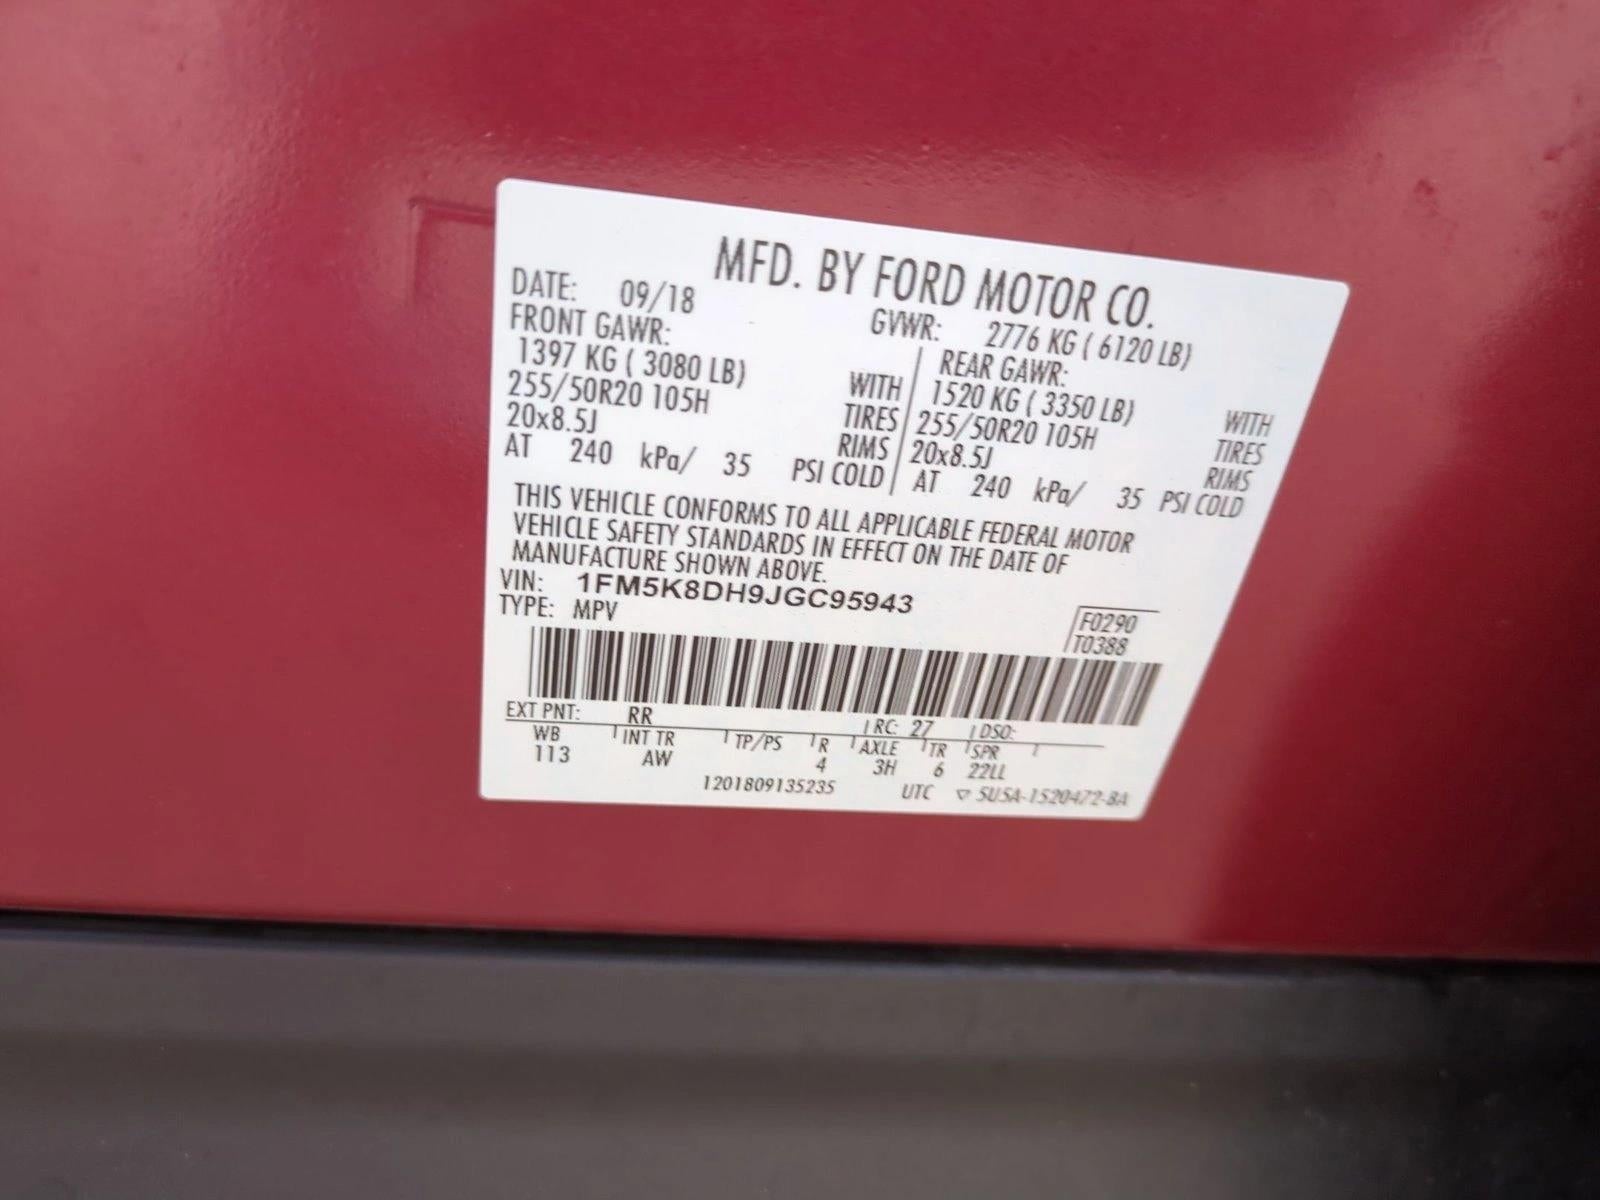 MFD. BY FORD MOTOR CO.
DATE: 09/18 GVWR: 2776 KG ( 6120 LB)
FRONT GAWR: REAR GAWR:
1397 KG ( 3080 LB) WITH 1520 KG ( 3350 LB) WITH
255/50R20 105H TIRES 255/50R20 105H TIRES
20x8.5J RIMS 20x8.5J RIMS
AT 240 kPa/ 35 PSI COLD AT 240 kPa/ 35 PSI COLD
THIS VEHICLE CONFORMS TO ALL APPLICABLE FEDERAL MOTOR
VEHICLE SAFETY STANDARDS IN EFFECT ON THE DATE OF
MANUFACTURE SHOWN ABOVE.
VIN: 1FM5K8DH9JGC95943
TYPE: MPV
F0290
T0388
EXT PNT: RR RC: 27 DSO:
WB INT TR TP/PS R AXLE TR SPR
113 AW 4 3H 6 22LL
1201809135235 UTC ▽ 5U5A-1520472-BA